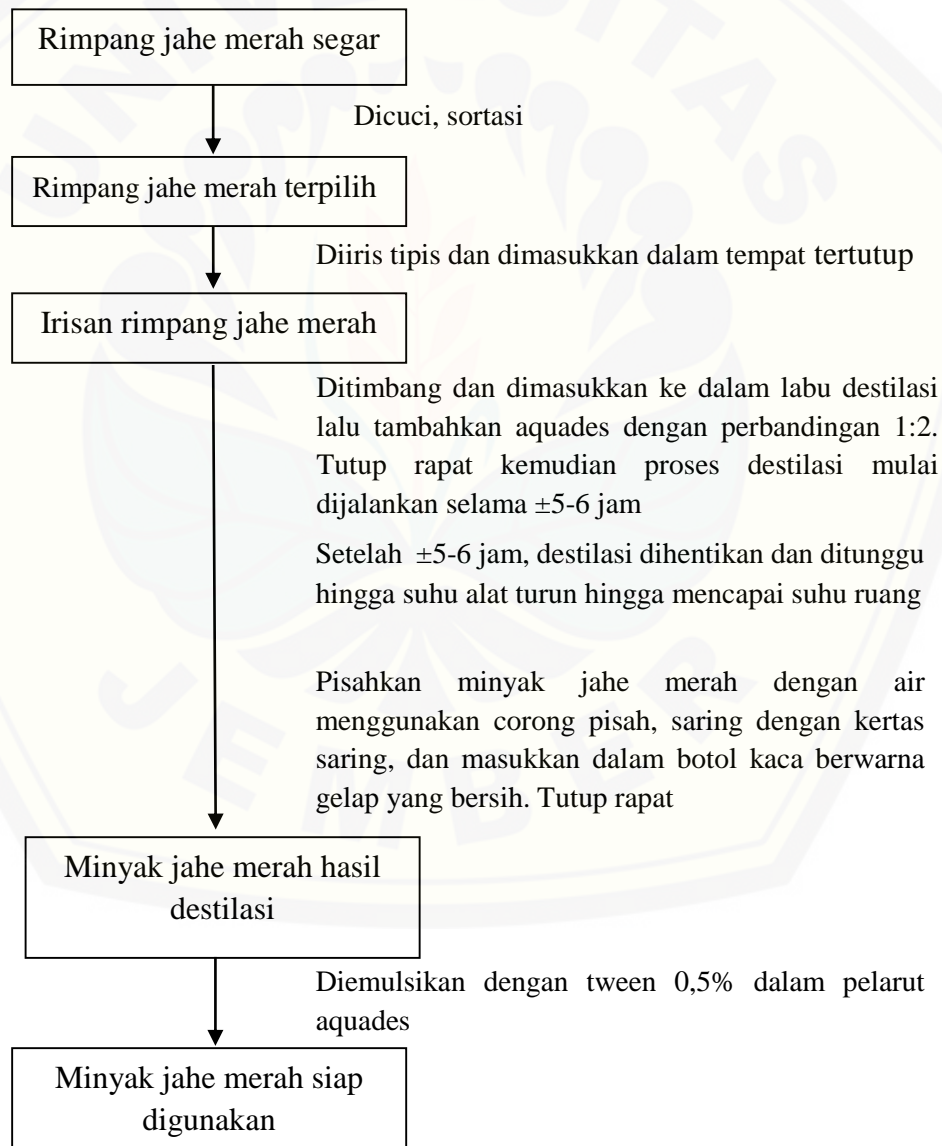 Rimpang jahe merah segar
Dicuci, sortasi
Rimpang jahe merah terpilih
Diiris tipis dan dimasukkan dalam tempat tertutup
Irisan rimpang jahe merah
Ditimbang dan dimasukkan ke dalam labu destilasi
lalu tambahkan aquades dengan perbandingan 1:2.
Tutup rapat kemudian proses destilasi mulai
dijalankan selama ±5-6 jam
Setelah ±5-6 jam, destilasi dihentikan dan ditunggu
hingga suhu alat turun hingga mencapai suhu ruang
Pisahkan minyak jahe merah dengan air
menggunakan corong pisah, saring dengan kertas
saring, dan masukkan dalam botol kaca berwarna
gelap yang bersih. Tutup rapat
Minyak jahe merah hasil
destilasi
Diemulsikan dengan tween 0,5% dalam pelarut
aquades
Minyak jahe merah siap
digunakan
UNIVERSITAS
JEMBER